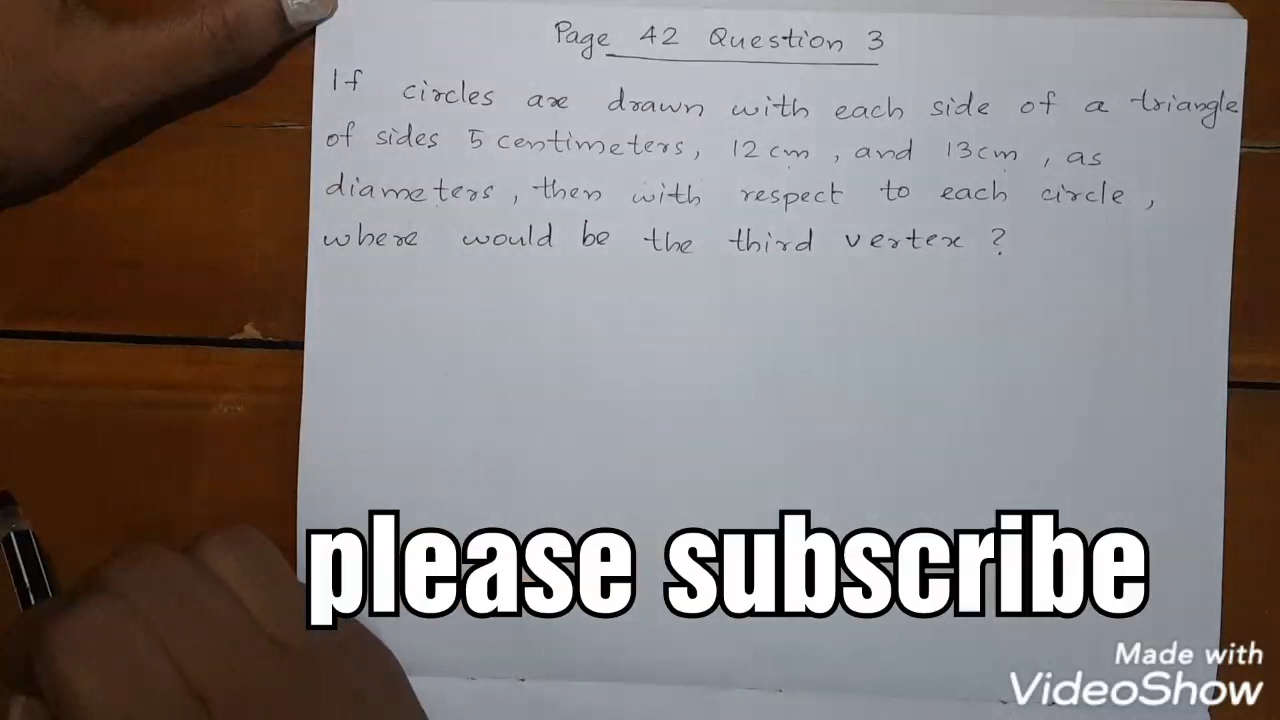 Page 42 Question 3
If circles are drawn with each side of a triangle
of sides 5 centimeters, 12 cm, and 13 cm, as
diameters, then with respect to each circle,
where would be the third vertex?
please subscribe
Made with
VideoShow